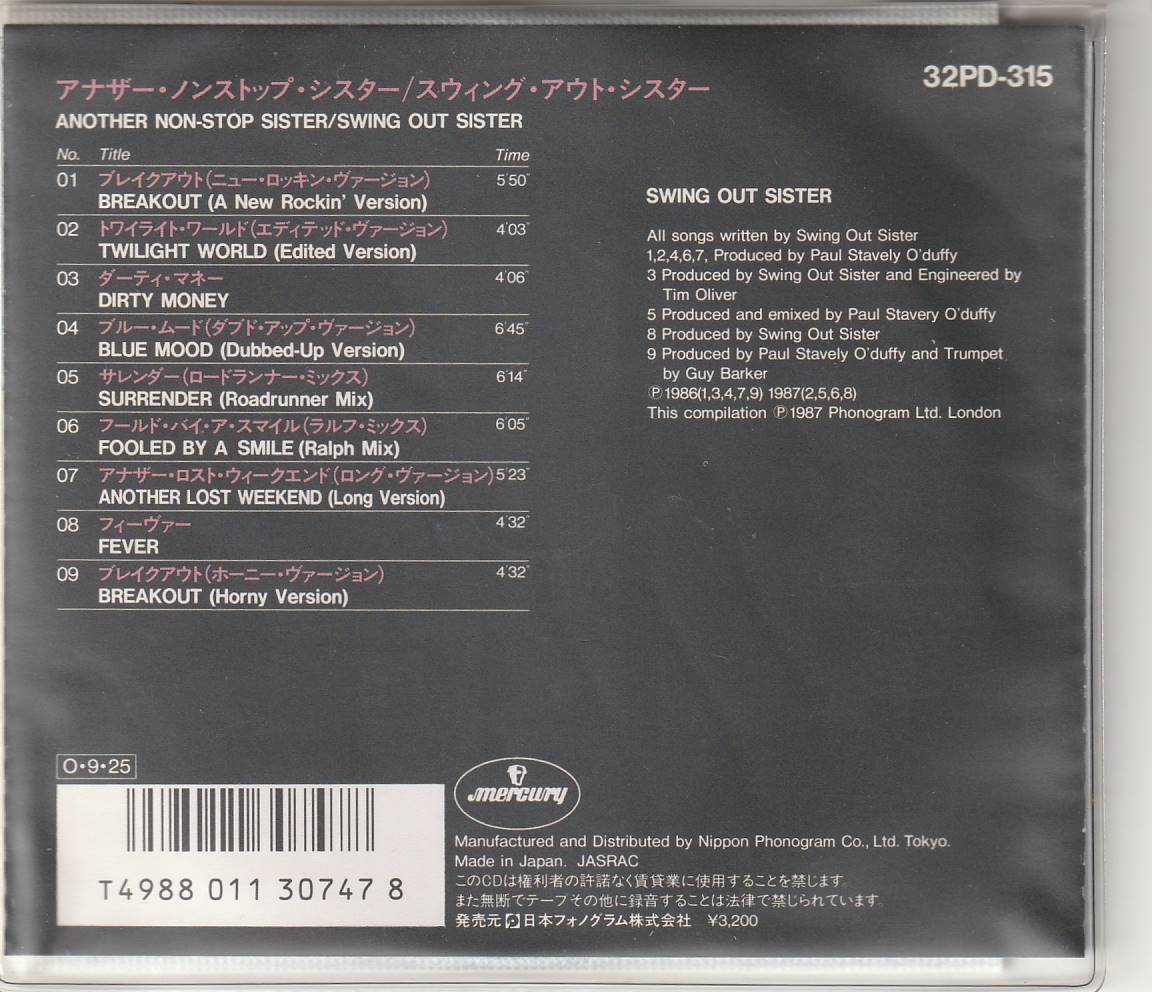 アナザー・ノンストップ・シスター/スウィング・アウト・シスター
32PD-315
ANOTHER NON-STOP SISTER/SWING OUT SISTER
No. Title Time
01 ブレイクアウト(ニュー・ロッキン・ヴァージョン) 5'50"
BREAKOUT (A New Rockin' Version)
02 トワイライト・ワールド(エディテッド・ヴァージョン) 4'03"
TWILIGHT WORLD (Edited Version)
03 ダーティ・マネー 4'06"
DIRTY MONEY
04 ブルー・ムード(ダブド・アップ・ヴァージョン) 6'45"
BLUE MOOD (Dubbed-Up Version)
05 サレンダー(ロードランナー・ミックス) 6'14"
SURRENDER (Roadrunner Mix)
06 フールド・バイ・ア・スマイル(ラルフ・ミックス) 6'05"
FOOLED BY A SMILE (Ralph Mix)
07 アナザー・ロスト・ウィークエンド(ロング・ヴァージョン) 5'23"
ANOTHER LOST WEEKEND (Long Version)
08 フィーヴァー 4'32"
FEVER
09 ブレイクアウト(ホーニー・ヴァージョン) 4'32"
BREAKOUT (Horny Version)
SWING OUT SISTER
All songs written by Swing Out Sister
1,2,4,6,7, Produced by Paul Stavely O'duffy
3 Produced by Swing Out Sister and Engineered by
Tim Oliver
5 Produced and emixed by Paul Stavery O'duffy
8 Produced by Swing Out Sister
9 Produced by Paul Stavely O'duffy and Trumpet
by Guy Barker
℗1986(1,3,4,7,9) 1987(2,5,6,8)
This compilation ℗1987 Phonogram Ltd. London
O・9・25
T4988 011 30747 8
mercury
Manufactured and Distributed by Nippon Phonogram Co., Ltd. Tokyo.
Made in Japan. JASRAC
このCDは権利者の許諾なく賃貸業に使用することを禁じます。
また無断でテープその他に録音することは法律で禁じられています。
発売元 日本フォノグラム株式会社 ¥3,200